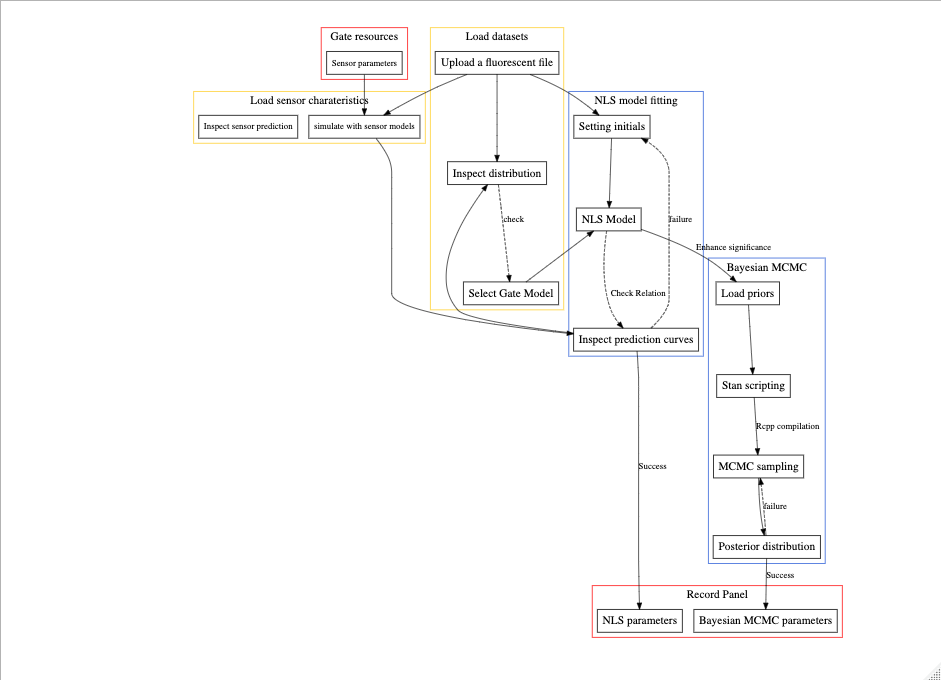 Gate resources
Load datasets
Sensor parameters
Upload a fluorescent file
Load sensor charateristics
NLS model fitting
Inspect sensor prediction
simulate with sensor models
Setting initials
Inspect distribution
check
NLS Model
failure
Enhance significance
Bayesian MCMC
Select Gate Model
Check Relation
Load priors
Inspect prediction curves
Stan scripting
Rcpp compilation
Success
MCMC sampling
failure
Posterior distribution
Success
Record Panel
NLS parameters
Bayesian MCMC parameters